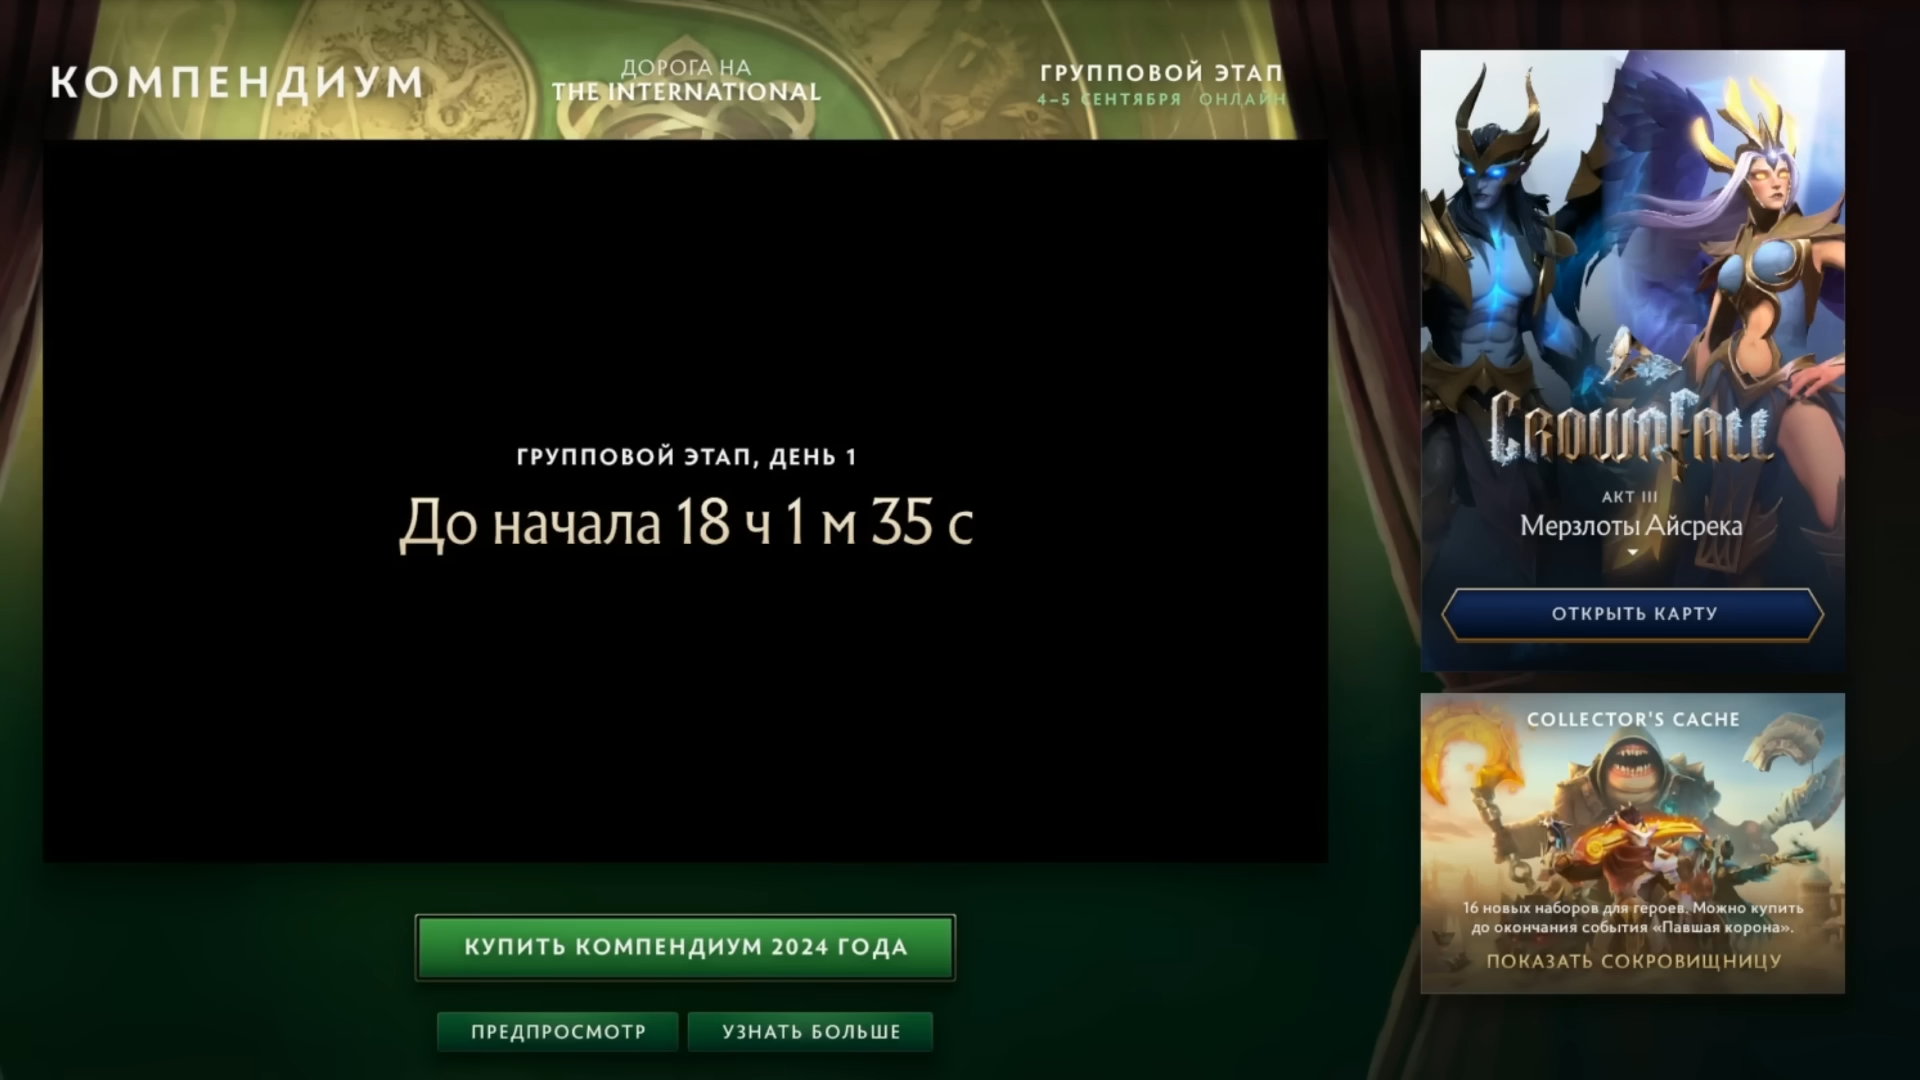 КОМПЕНДИУМ
ДОРОГА НА
THE INTERNATIONAL
ГРУППОВОЙ ЭТАП
4–5 СЕНТЯБРЯ ОНЛАЙН
ГРУППОВОЙ ЭТАП, ДЕНЬ 1
До начала 18 ч 1 м 35 с
КУПИТЬ КОМПЕНДИУМ 2024 ГОДА
ПРЕДПРОСМОТР
УЗНАТЬ БОЛЬШЕ
CROWNFALL
АКТ III
Мерзлоты Айсрека
ОТКРЫТЬ КАРТУ
COLLECTOR'S CACHE
16 новых наборов для героев. Можно купить
до окончания события «Павшая корона».
ПОКАЗАТЬ СОКРОВИЩНИЦУ